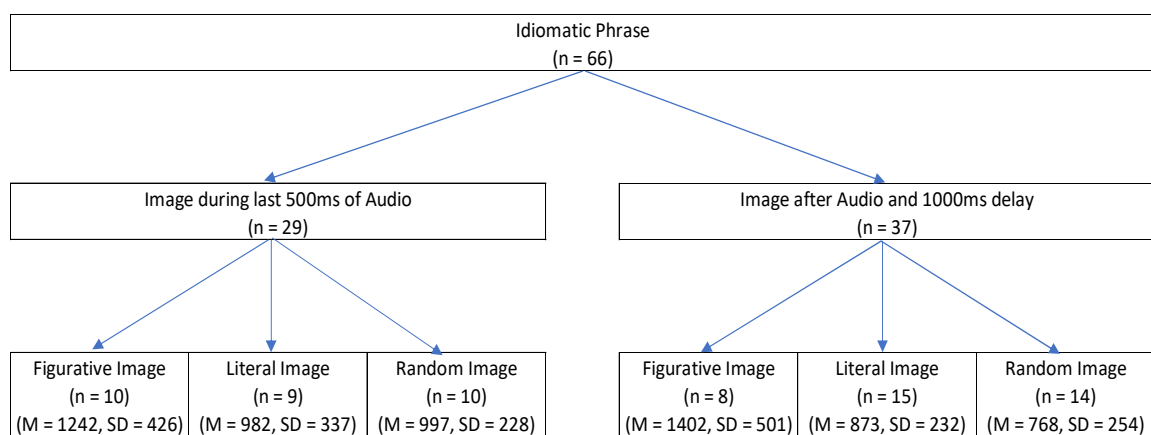 Idiomatic Phrase
(n = 66)
Image during last 500ms of Audio
(n = 29)
Image after Audio and 1000ms delay
(n = 37)
Figurative Image
(n = 10)
(M = 1242, SD = 426)
Literal Image
(n = 9)
(M = 982, SD = 337)
Random Image
(n = 10)
(M = 997, SD = 228)
Figurative Image
(n = 8)
(M = 1402, SD = 501)
Literal Image
(n = 15)
(M = 873, SD = 232)
Random Image
(n = 14)
(M = 768, SD = 254)